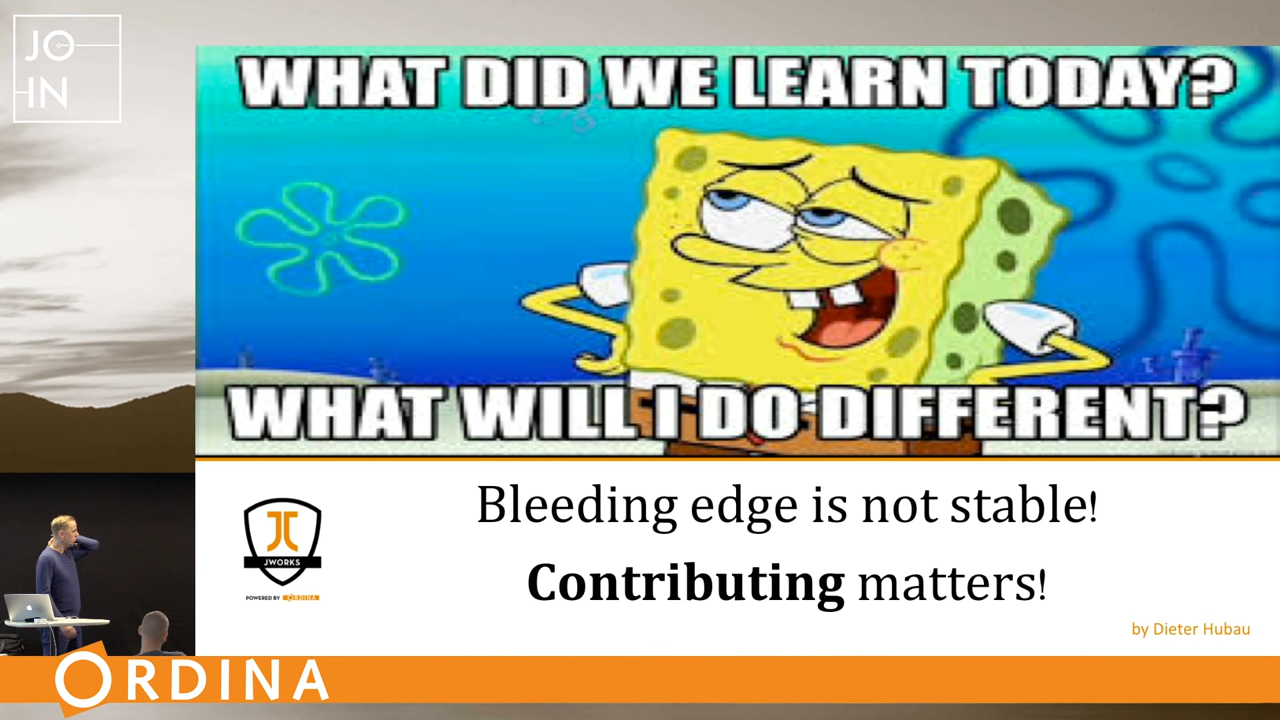 JO
IN
WHAT DID WE LEARN TODAY?
WHAT WILL I DO DIFFERENT?
Bleeding edge is not stable!
Contributing matters!
JWORKS
POWERED BY ORDINA
by Dieter Hubau
ORDINA